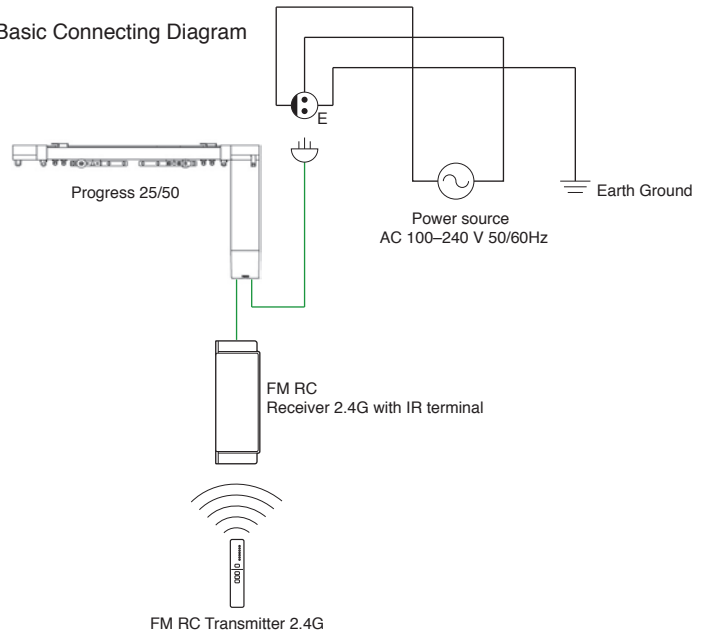 Basic Connecting Diagram
E
Progress 25/50
Earth Ground
Power source
AC 100–240 V 50/60Hz
FM RC
Receiver 2.4G with IR terminal
FM RC Transmitter 2.4G